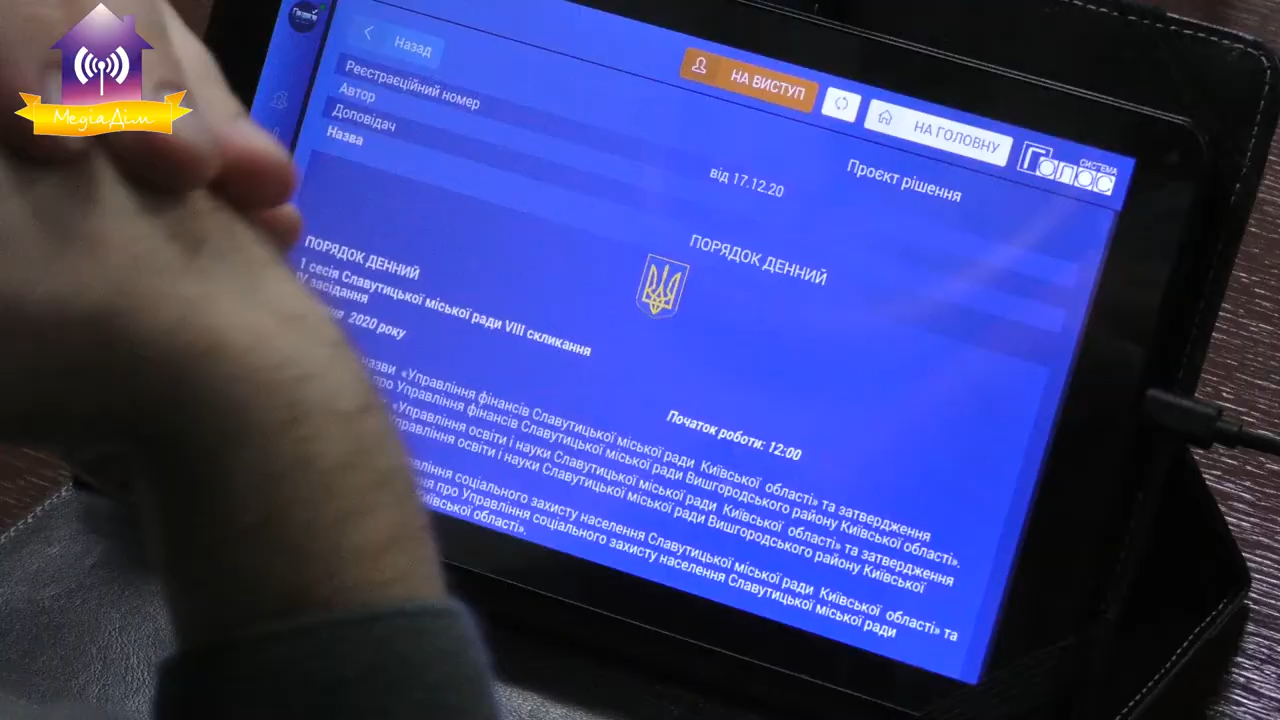 МедіаДім
Назад
НА ВИСТУП
НА ГОЛОВНУ
СИСТЕМА
ГОЛОС
Реєстраційний номер
Автор
Доповідач
Назва
від 17.12.20
Проєкт рішення
ПОРЯДОК ДЕННИЙ
ПОРЯДОК ДЕННИЙ
1 сесія Славутицької міської ради VIII скликання
засідання
2020 року
Початок роботи: 12:00
назви «Управління фінансів Славутицької міської ради Київської області» та затвердження
про Управління фінансів Славутицької міської ради Вишгородського району Київської області».
«Управління освіти і науки Славутицької міської ради Київської області» та затвердження
Управління освіти і науки Славутицької міської ради Вишгородського району Київської
соціального захисту населення Славутицької міської ради Київської області» та
про Управління соціального захисту населення Славутицької міської ради
Київської області».